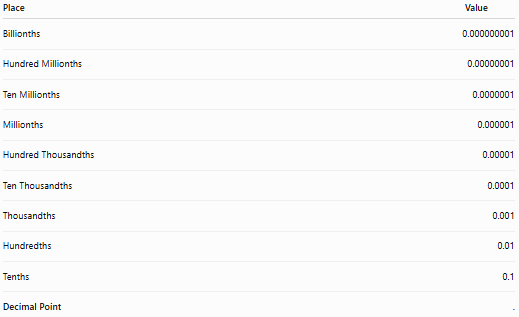 Place Value
Billionths 0.000000001
Hundred Millionths 0.00000001
Ten Millionths 0.0000001
Millionths 0.000001
Hundred Thousandths 0.00001
Ten Thousandths 0.0001
Thousandths 0.001
Hundredths 0.01
Tenths 0.1
Decimal Point .